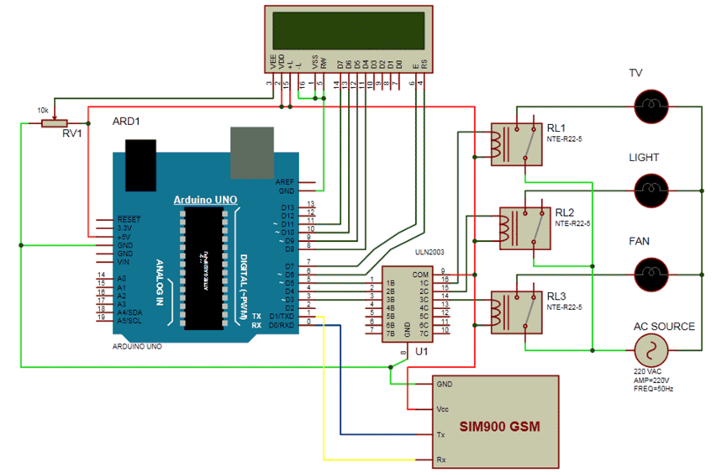 VEE
VDD
+L
-L
VSS
RW
D7
D6
D5
D4
D3
D2
D1
D0
E
RS
3
2
15
16
1
5
14
13
12
11
10
9
8
7
6
4
10k
RV1
ARD1
Arduino UNO
RESET
3.3V
+5V
GND
GND
VIN
14 A0
15 A1
16 A2
17 A3
18 A4/SDA
19 A5/SCL
ANALOG IN
DIGITAL (~PWM)
AREF
GND
D13 13
D12 12
~ D11 11
~ D10 10
~ D9 9
D8 8
D7 7
~ D6 6
~ D5 5
D4 4
~ D3 3
D2 2
TX D1/TXD 1
RX D0/RXD 0
ARDUINO UNO
ULN2003
COM 9
1 1B 1C 16
2 2B 2C 15
3 3B 3C 14
4 4B 4C 13
5 5B 5C 12
6 6B 6C 11
7 7B 7C 10
GND
8
U1
TV
RL1
NTE-R22-5
LIGHT
RL2
NTE-R22-5
FAN
RL3
NTE-R22-5
AC SOURCE
220 VAC
AMP=220V
FREQ=50Hz
GND
Vcc
Tx
Rx
SIM900 GSM